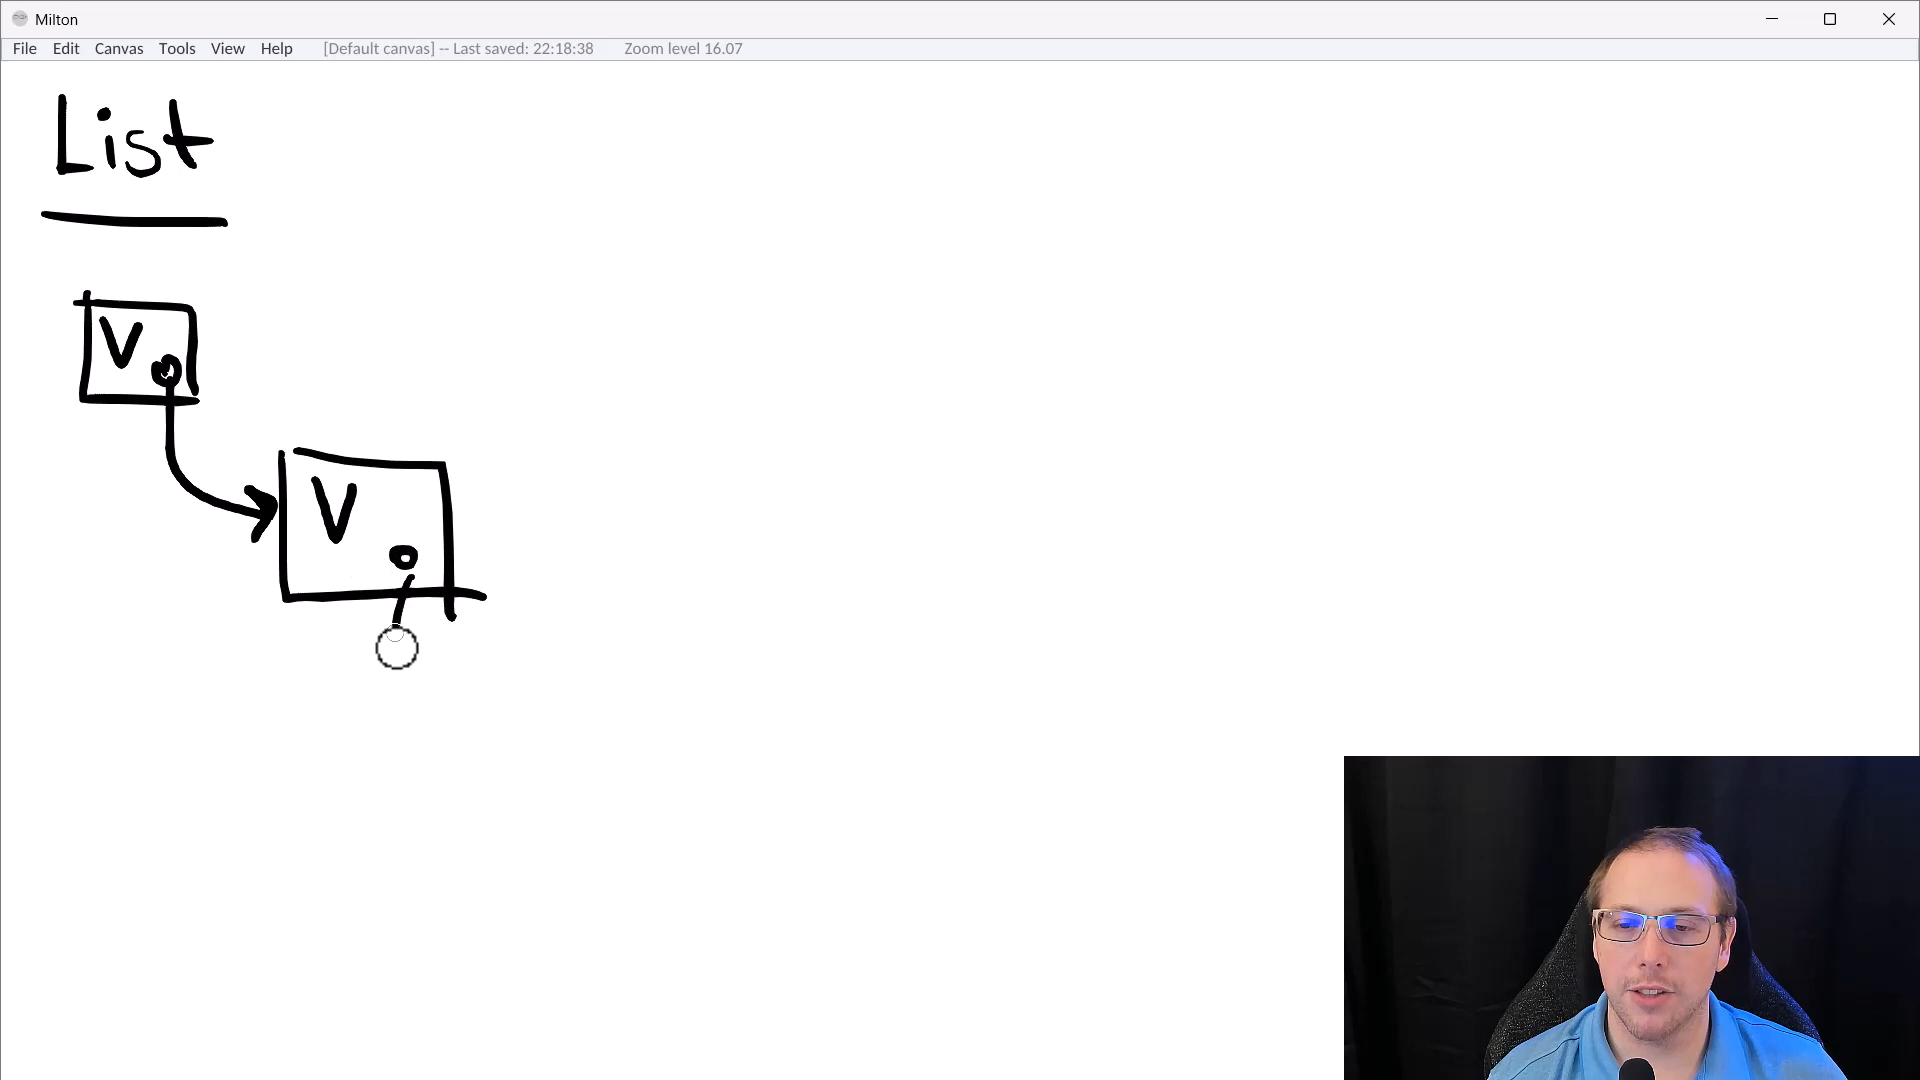 Milton
File Edit Canvas Tools View Help [Default canvas] -- Last saved: 22:18:38 Zoom level 16.07
List
V
V